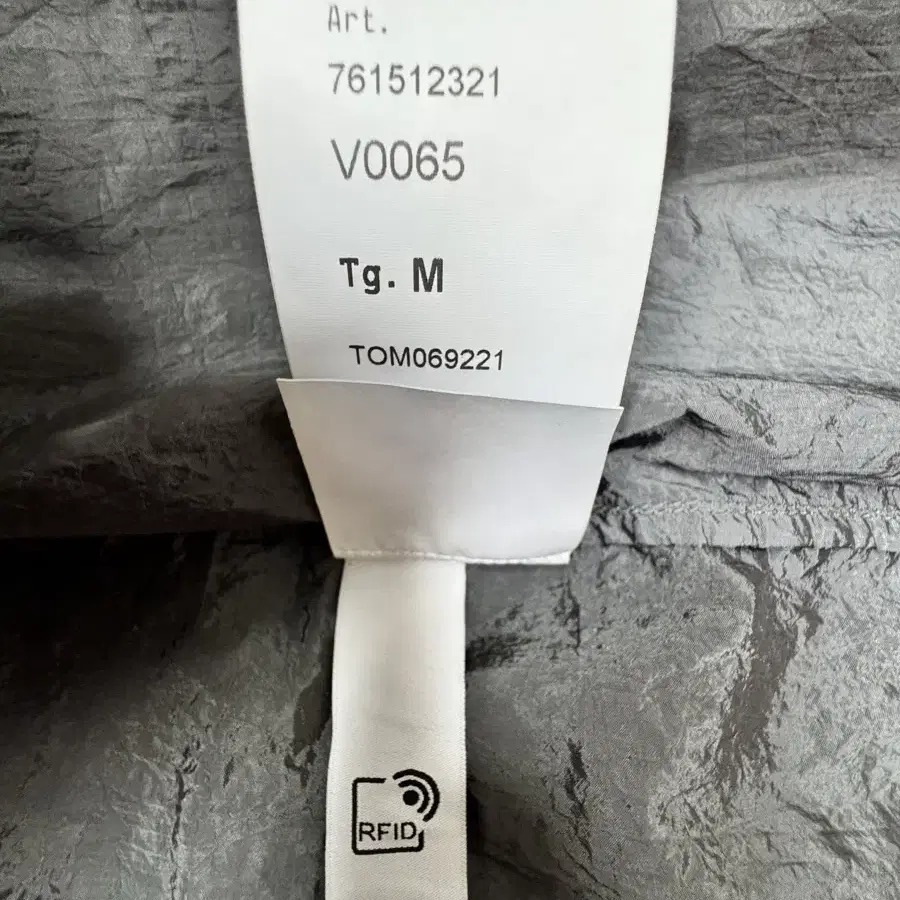 Art.
761512321
V0065
Tg. M
TOM069221
RFID